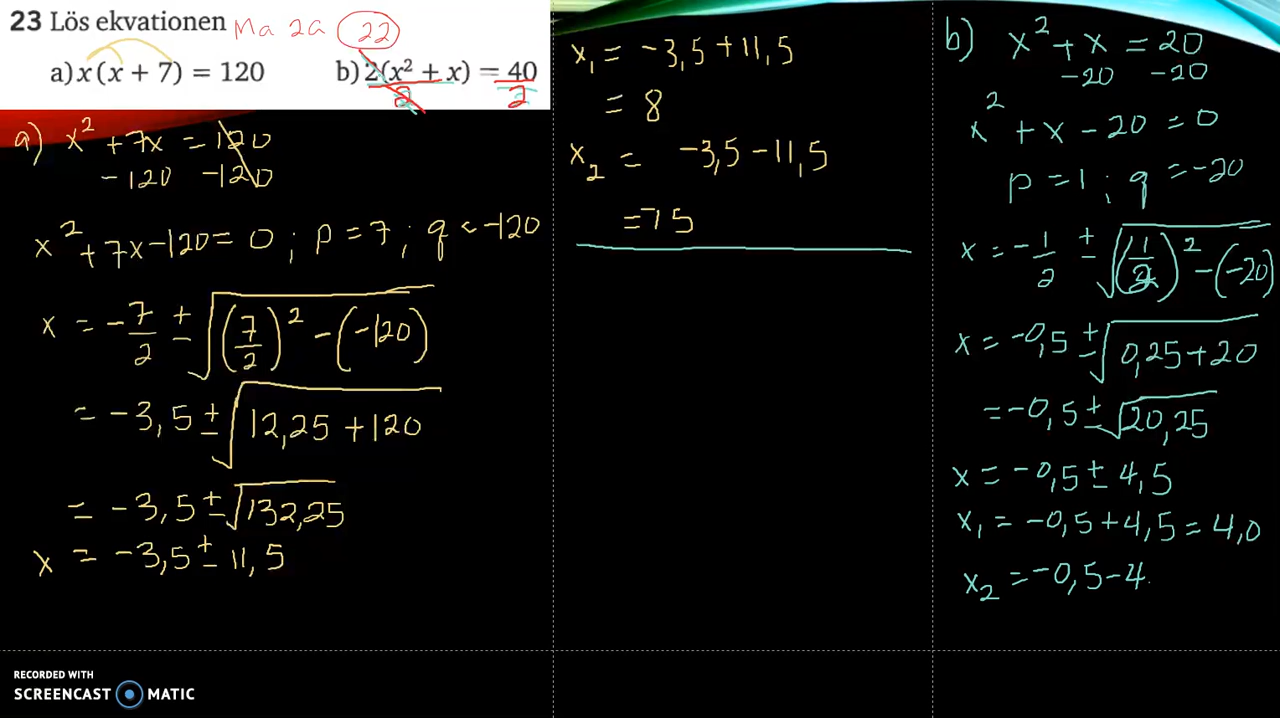 23 Lös ekvationen Ma 2a 22
a) x(x + 7) = 120 b) 2(x² + x) = 40
2 2
a) x² + 7x = 120
-120 -120
x² + 7x - 120 = 0 ; p = 7 ; q = -120
x = -7/2 ± √((7/2)² - (-120))
= -3,5 ± √(12,25 + 120)
= -3,5 ± √132,25
x = -3,5 ± 11,5
x₁ = -3,5 + 11,5
= 8
x₂ = -3,5 - 11,5
= 75
b) x² + x = 20
-20 -20
x² + x - 20 = 0
p = 1 ; q = -20
x = -1/2 ± √((1/2)² - (-20))
x = -0,5 ± √(0,25 + 20)
= -0,5 ± √20,25
x = -0,5 ± 4,5
x₁ = -0,5 + 4,5 = 4,0
x₂ = -0,5 - 4
RECORDED WITH
SCREENCAST MATIC